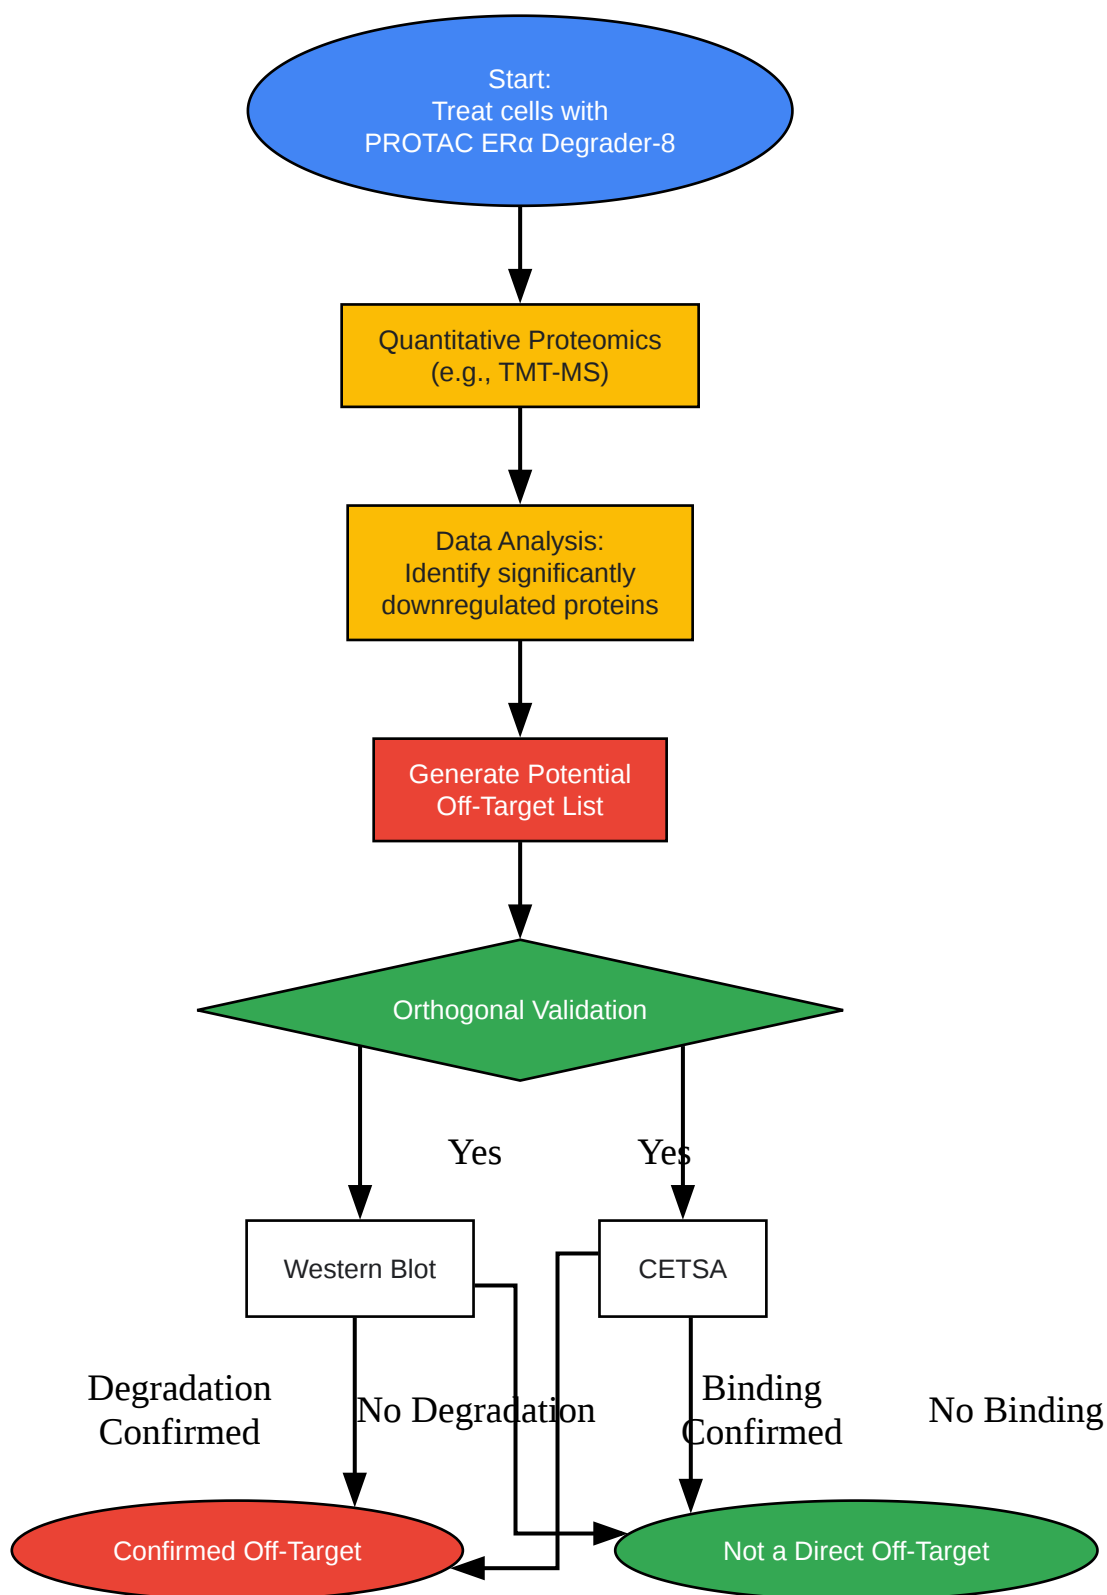 Start:
Treat cells with
PROTAC ERα Degrader-8
Quantitative Proteomics
(e.g., TMT-MS)
Data Analysis:
Identify significantly
downregulated proteins
Generate Potential
Off-Target List
Orthogonal Validation
Yes
Yes
Western Blot
CETSA
Degradation
Confirmed
No Degradation
Binding
Confirmed
No Binding
Confirmed Off-Target
Not a Direct Off-Target